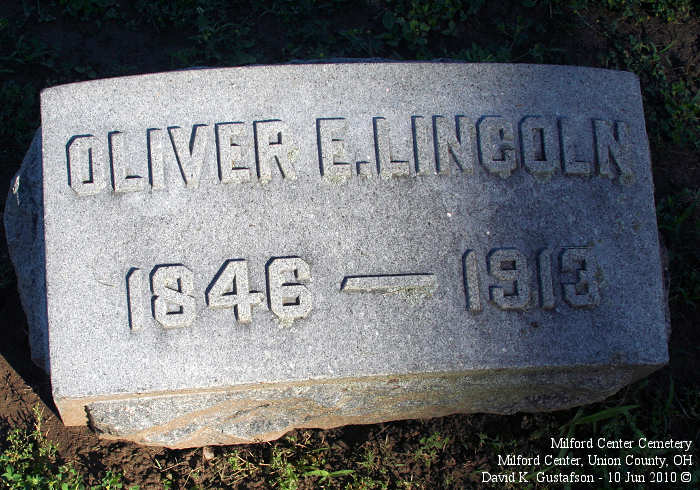 OLIVER E. LINCOLN
1846 — 1913
Milford Center Cemetery
Milford Center, Union County, OH
David K. Gustafson - 10 Jun 2010 ©